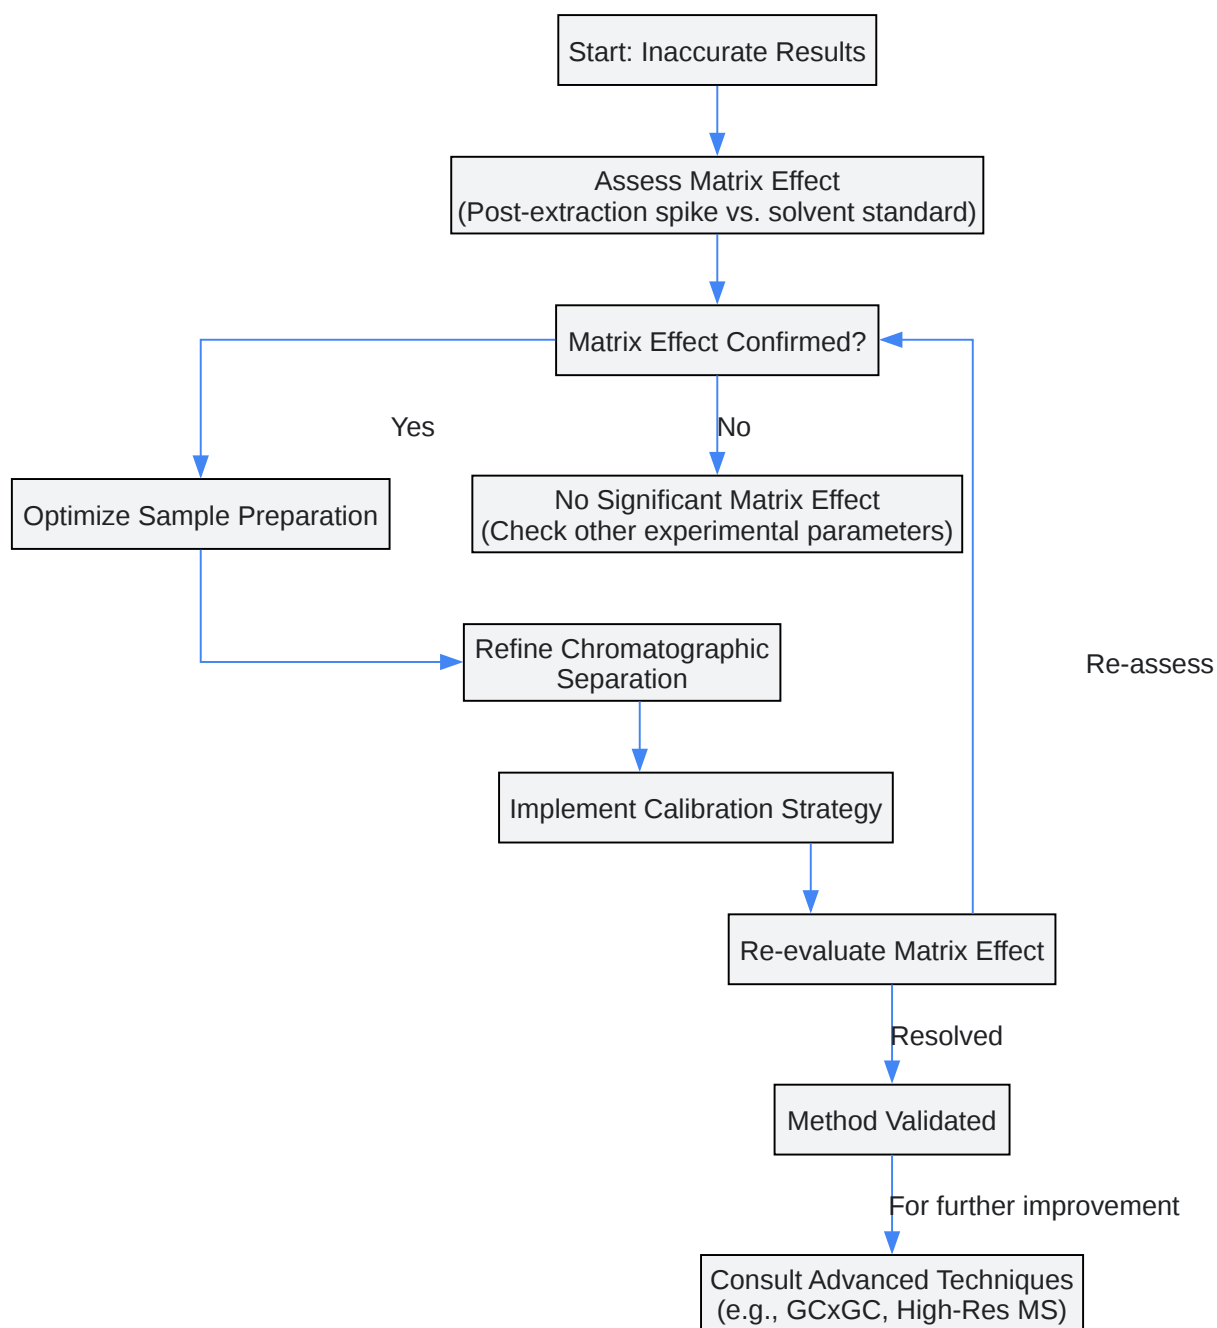 Start: Inaccurate Results
Assess Matrix Effect
(Post-extraction spike vs. solvent standard)
Matrix Effect Confirmed?
Yes
No
Optimize Sample Preparation
No Significant Matrix Effect
(Check other experimental parameters)
Refine Chromatographic
Separation
Re-assess
Implement Calibration Strategy
Re-evaluate Matrix Effect
Resolved
Method Validated
For further improvement
Consult Advanced Techniques
(e.g., GCxGC, High-Res MS)